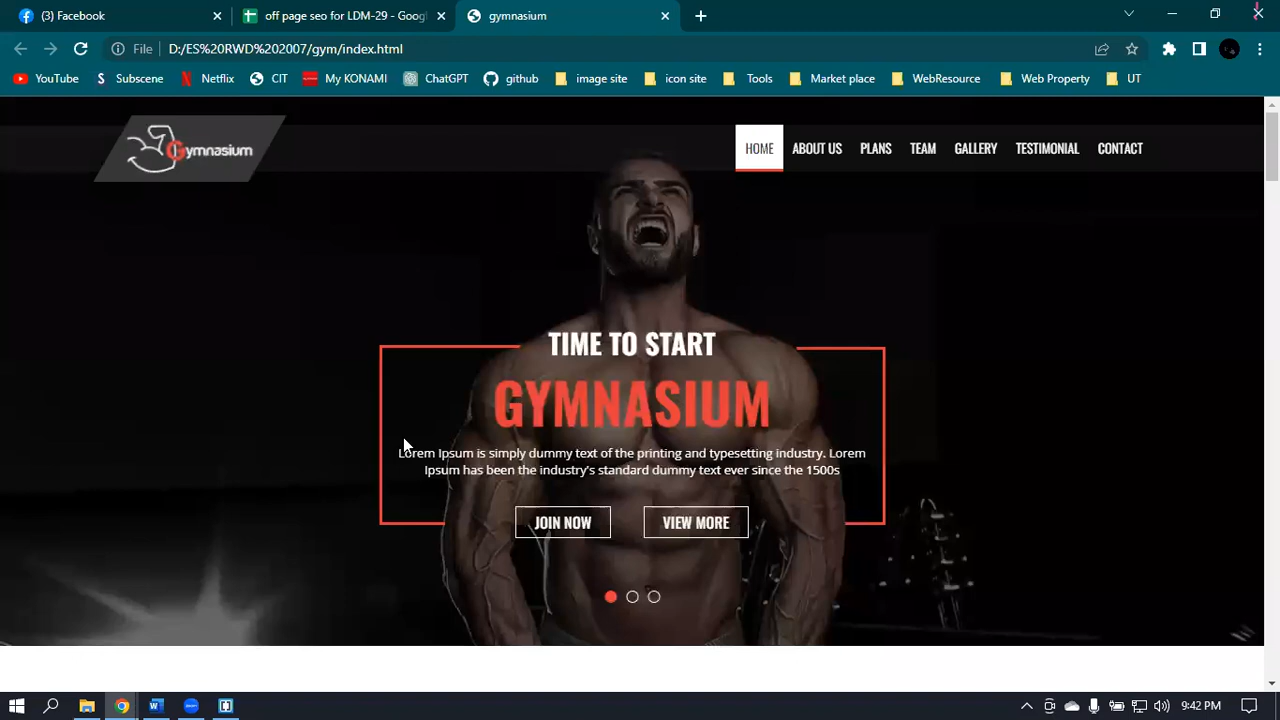 (3) Facebook
off page seo for LDM-29 - Googl
gymnasium
File
D:/ES%20RWD%202007/gym/index.html
YouTube
Subscene
Netflix
CIT
My KONAMI
ChatGPT
github
image site
icon site
Tools
Market place
WebResource
Web Property
UT
Gymnasium
HOME
ABOUT US
PLANS
TEAM
GALLERY
TESTIMONIAL
CONTACT
TIME TO START
GYMNASIUM
Lorem Ipsum is simply dummy text of the printing and typesetting industry. Lorem
Ipsum has been the industry's standard dummy text ever since the 1500s
JOIN NOW
VIEW MORE
9:42 PM